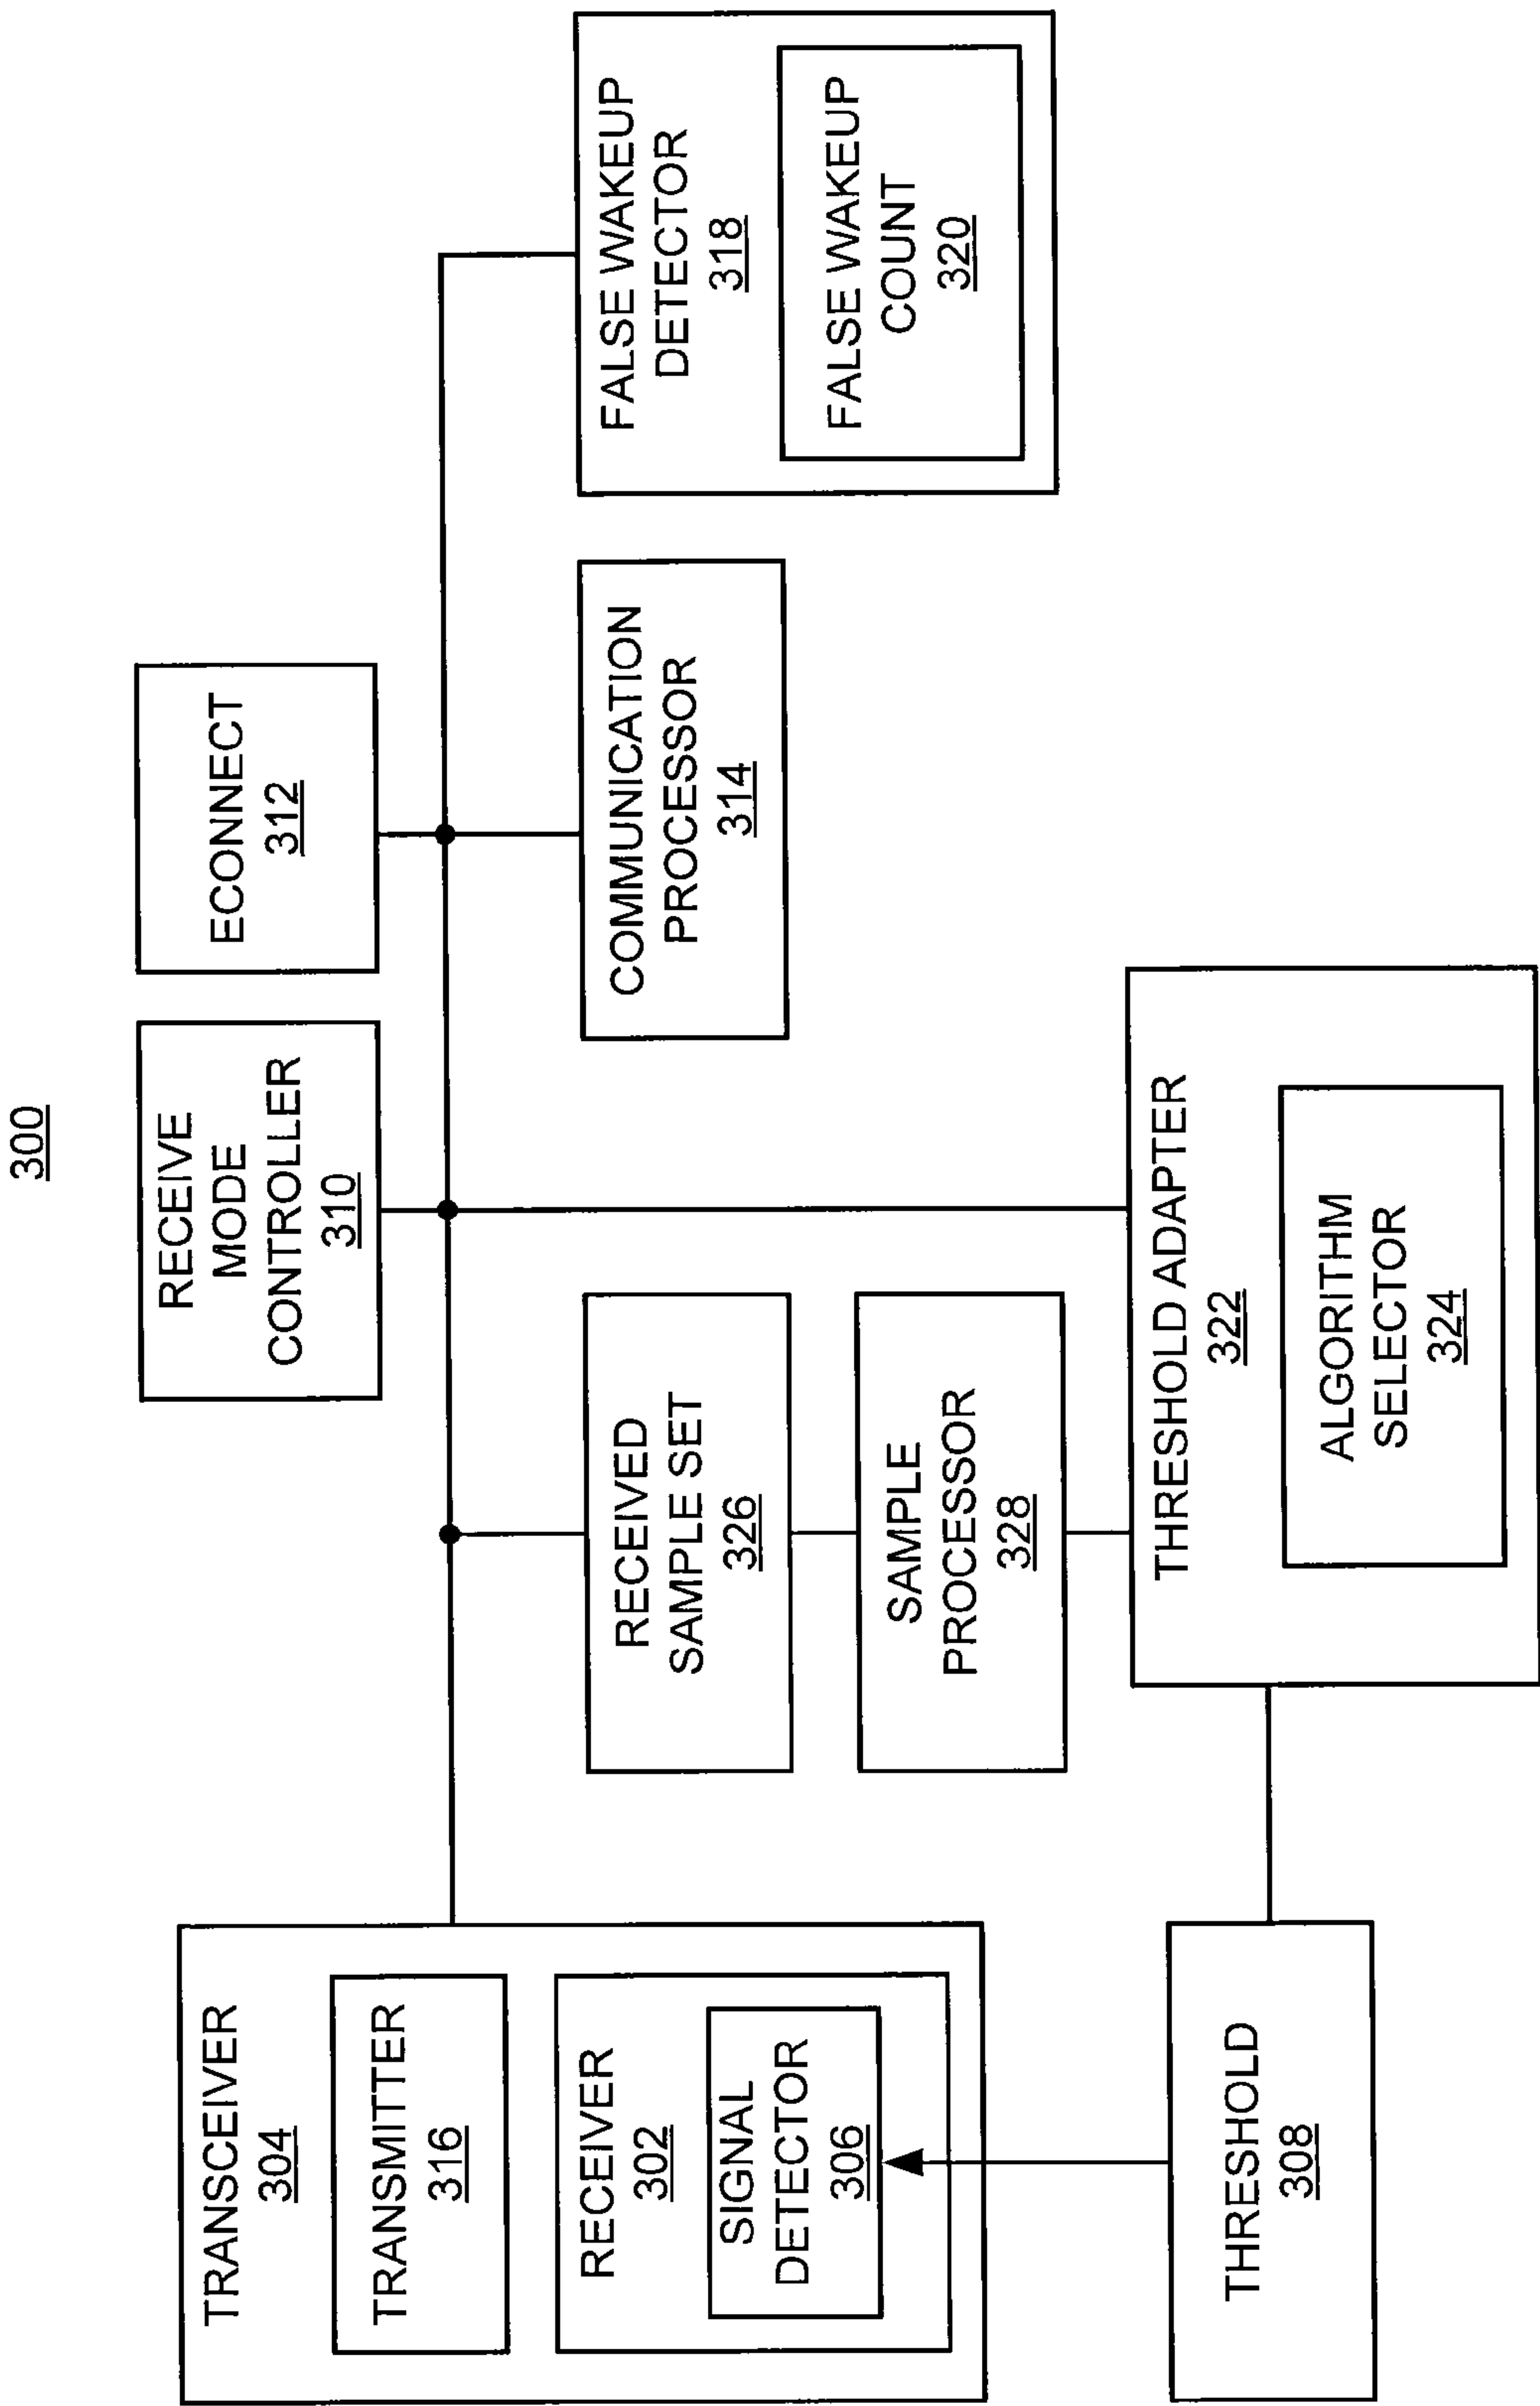 300
TRANSCEIVER
304
TRANSMITTER
316
RECEIVER
302
SIGNAL
DETECTOR
306
THRESHOLD
308
RECEIVE
MODE
CONTROLLER
310
ECONNECT
312
RECEIVED
SAMPLE SET
326
SAMPLE
PROCESSOR
328
THRESHOLD ADAPTER
322
ALGORITHM
SELECTOR
324
COMMUNICATION
PROCESSOR
314
FALSE WAKEUP
DETECTOR
318
FALSE WAKEUP
COUNT
320